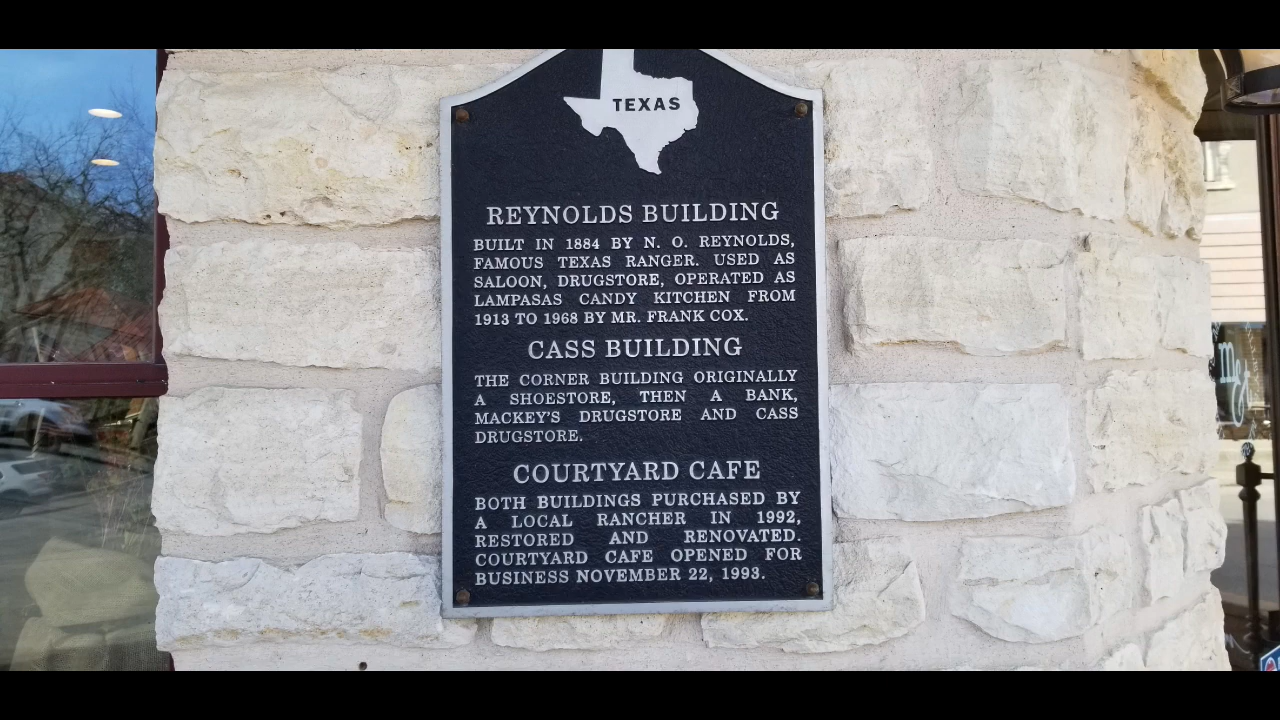 TEXAS
REYNOLDS BUILDING
BUILT IN 1884 BY N. O. REYNOLDS,
FAMOUS TEXAS RANGER. USED AS
SALOON, DRUGSTORE, OPERATED AS
LAMPASAS CANDY KITCHEN FROM
1913 TO 1968 BY MR. FRANK COX.
CASS BUILDING
THE CORNER BUILDING ORIGINALLY
A SHOESTORE, THEN A BANK,
MACKEY'S DRUGSTORE AND CASS
DRUGSTORE.
COURTYARD CAFE
BOTH BUILDINGS PURCHASED BY
A LOCAL RANCHER IN 1992,
RESTORED AND RENOVATED.
COURTYARD CAFE OPENED FOR
BUSINESS NOVEMBER 22, 1993.